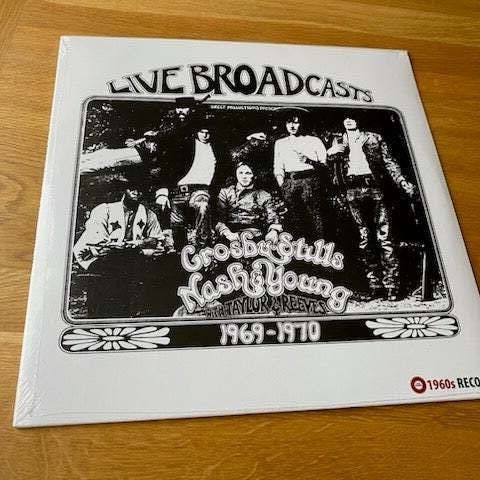 LIVE BROADCASTS
Crosby Stills
Nash & Young
WITH TAYLOR & REEVES
1969-1970
1960s RECO